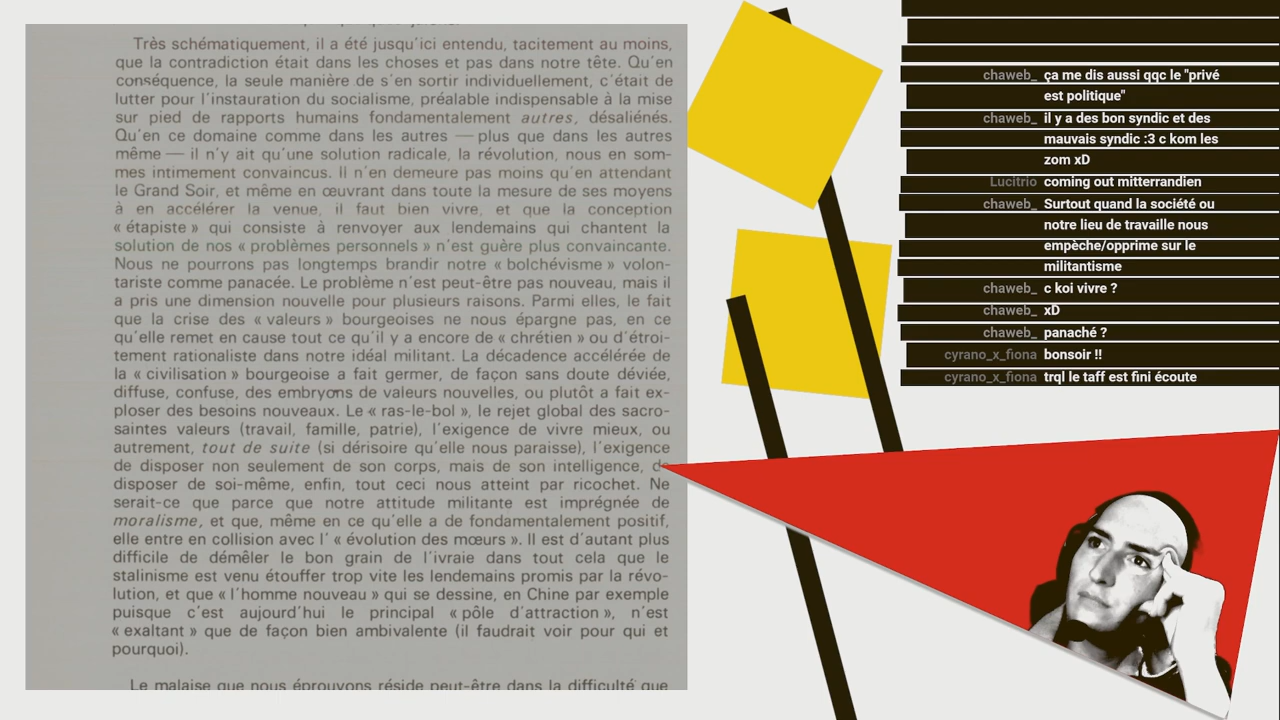 Très schématiquement, il a été jusqu'ici entendu, tacitement au moins,
que la contradiction était dans les choses et pas dans notre tête. Qu'en
conséquence, la seule manière de s'en sortir individuellement, c'était de
lutter pour l'instauration du socialisme, préalable indispensable à la mise
sur pied de rapports humains fondamentalement autres, désaliénés.
Qu'en ce domaine comme dans les autres — plus que dans les autres
même — il n'y ait qu'une solution radicale, la révolution, nous en som-
mes intimement convaincus. Il n'en demeure pas moins qu'en attendant
le Grand Soir, et même en œuvrant dans toute la mesure de ses moyens
à en accélérer la venue, il faut bien vivre, et que la conception
« étapiste » qui consiste à renvoyer aux lendemains qui chantent la
solution de nos « problèmes personnels » n'est guère plus convaincante.
Nous ne pourrons pas longtemps brandir notre « bolchévisme » volon-
tariste comme panacée. Le problème n'est peut-être pas nouveau, mais il
a pris une dimension nouvelle pour plusieurs raisons. Parmi elles, le fait
que la crise des « valeurs » bourgeoises ne nous épargne pas, en ce
qu'elle remet en cause tout ce qu'il y a encore de « chrétien » ou d'étroi-
tement rationaliste dans notre idéal militant. La décadence accélérée de
la « civilisation » bourgeoise a fait germer, de façon sans doute déviée,
diffuse, confuse, des embryons de valeurs nouvelles, ou plutôt a fait ex-
ploser des besoins nouveaux. Le « ras-le-bol », le rejet global des sacro-
saintes valeurs (travail, famille, patrie), l'exigence de vivre mieux, ou
autrement, tout de suite (si dérisoire qu'elle nous paraisse), l'exigence
de disposer non seulement de son corps, mais de son intelligence, de
disposer de soi-même, enfin, tout ceci nous atteint par ricochet. Ne
serait-ce que parce que notre attitude militante est imprégnée de
moralisme, et que, même en ce qu'elle a de fondamentalement positif,
elle entre en collision avec l' « évolution des mœurs ». Il est d'autant plus
difficile de démêler le bon grain de l'ivraie dans tout cela que le
stalinisme est venu étouffer trop vite les lendemains promis par la révo-
lution, et que « l'homme nouveau » qui se dessine, en Chine par exemple
puisque c'est aujourd'hui le principal « pôle d'attraction », n'est
« exaltant » que de façon bien ambivalente (il faudrait voir pour qui et
pourquoi).
Le malaise que nous éprouvons réside peut-être dans la difficulté que
chaweb_ ça me dis aussi qqc le "privé
est politique"
chaweb_ il y a des bon syndic et des
mauvais syndic :3 c kom les
zom xD
Lucitrio coming out mitterrandien
chaweb_ Surtout quand la société ou
notre lieu de travaille nous
empèche/opprime sur le
militantisme
chaweb_ c koi vivre ?
chaweb_ xD
chaweb_ panaché ?
cyrano_x_fiona bonsoir !!
cyrano_x_fiona trql le taff est fini écoute